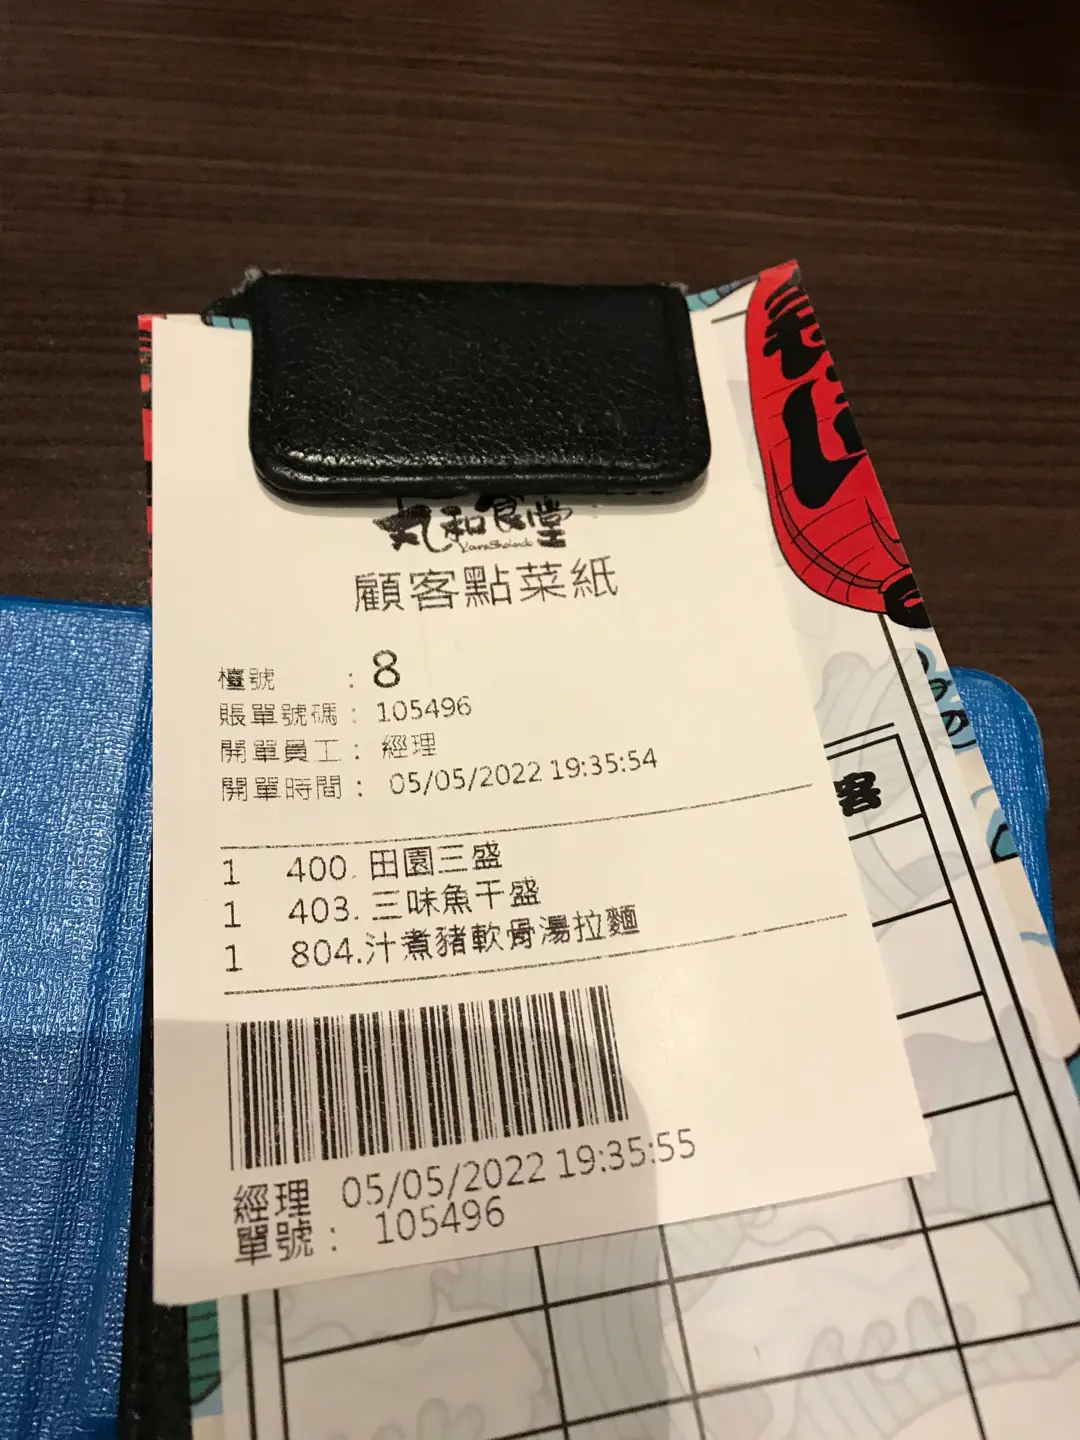 丸和食堂
顧客點菜紙
檯號 : 8
賬單號碼 : 105496
開單員工 : 經理
開單時間 : 05/05/2022 19:35:54
1 400. 田園三盛
1 403. 三味魚干盛
1 804.汁煮豬軟骨湯拉麵
經理 05/05/2022 19:35:55
單號 : 105496
客